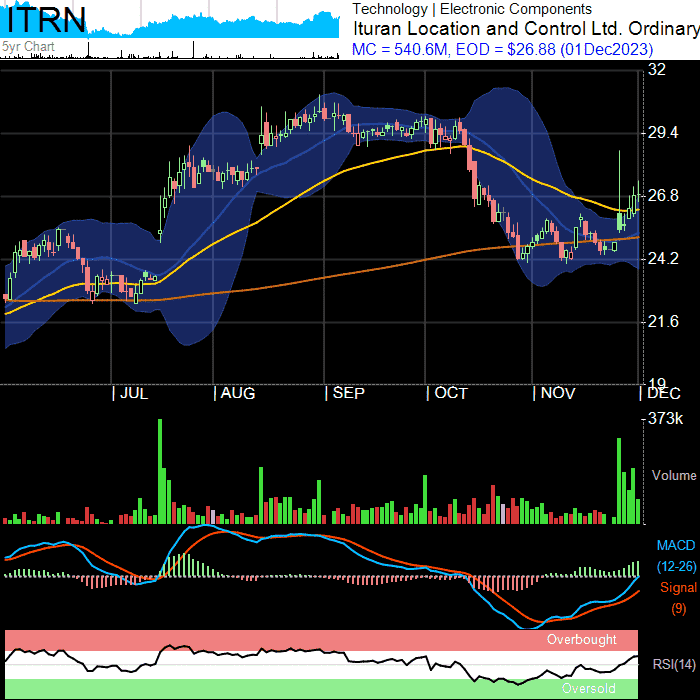 ITRN
5yr Chart
Technology | Electronic Components
Ituran Location and Control Ltd. Ordinary
MC = 540.6M, EOD = $26.88 (01Dec2023)
32
29.4
26.8
24.2
21.6
19
JUL
AUG
SEP
OCT
NOV
DEC
373k
Volume
MACD
(12-26)
Signal
(9)
Overbought
RSI(14)
Oversold